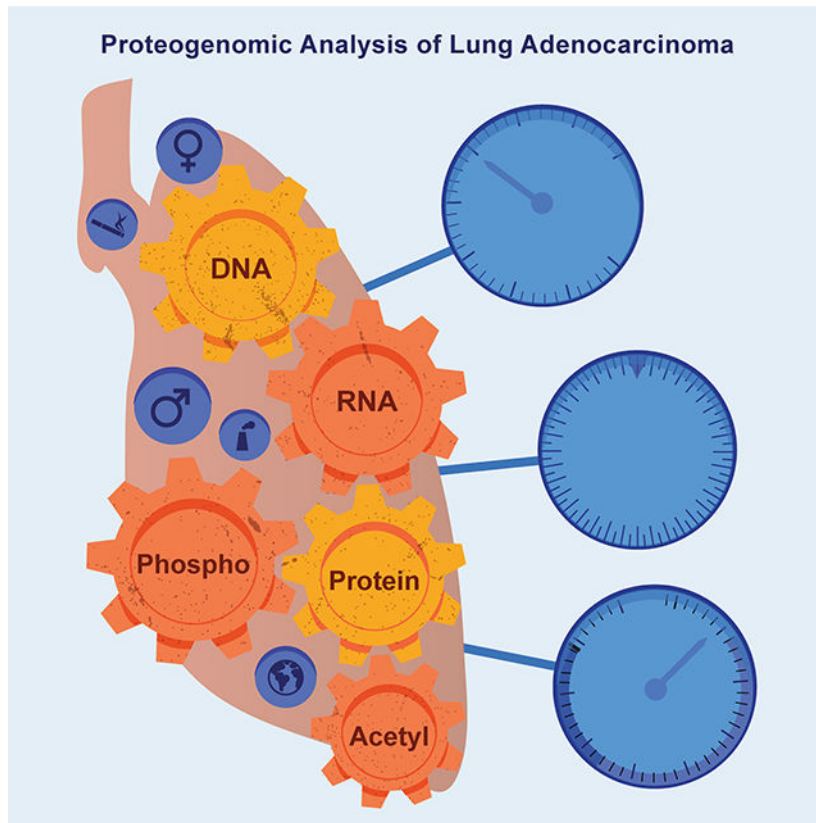 Proteogenomic Analysis of Lung Adenocarcinoma
DNA
RNA
Phospho
Protein
Acetyl